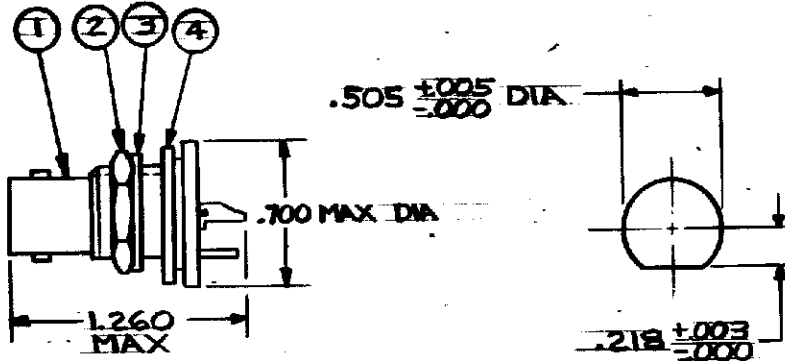 1 2 3 4
.505 +.005 -.000 DIA
.700 MAX DIA
1.260
MAX
.218 +.003 -.000